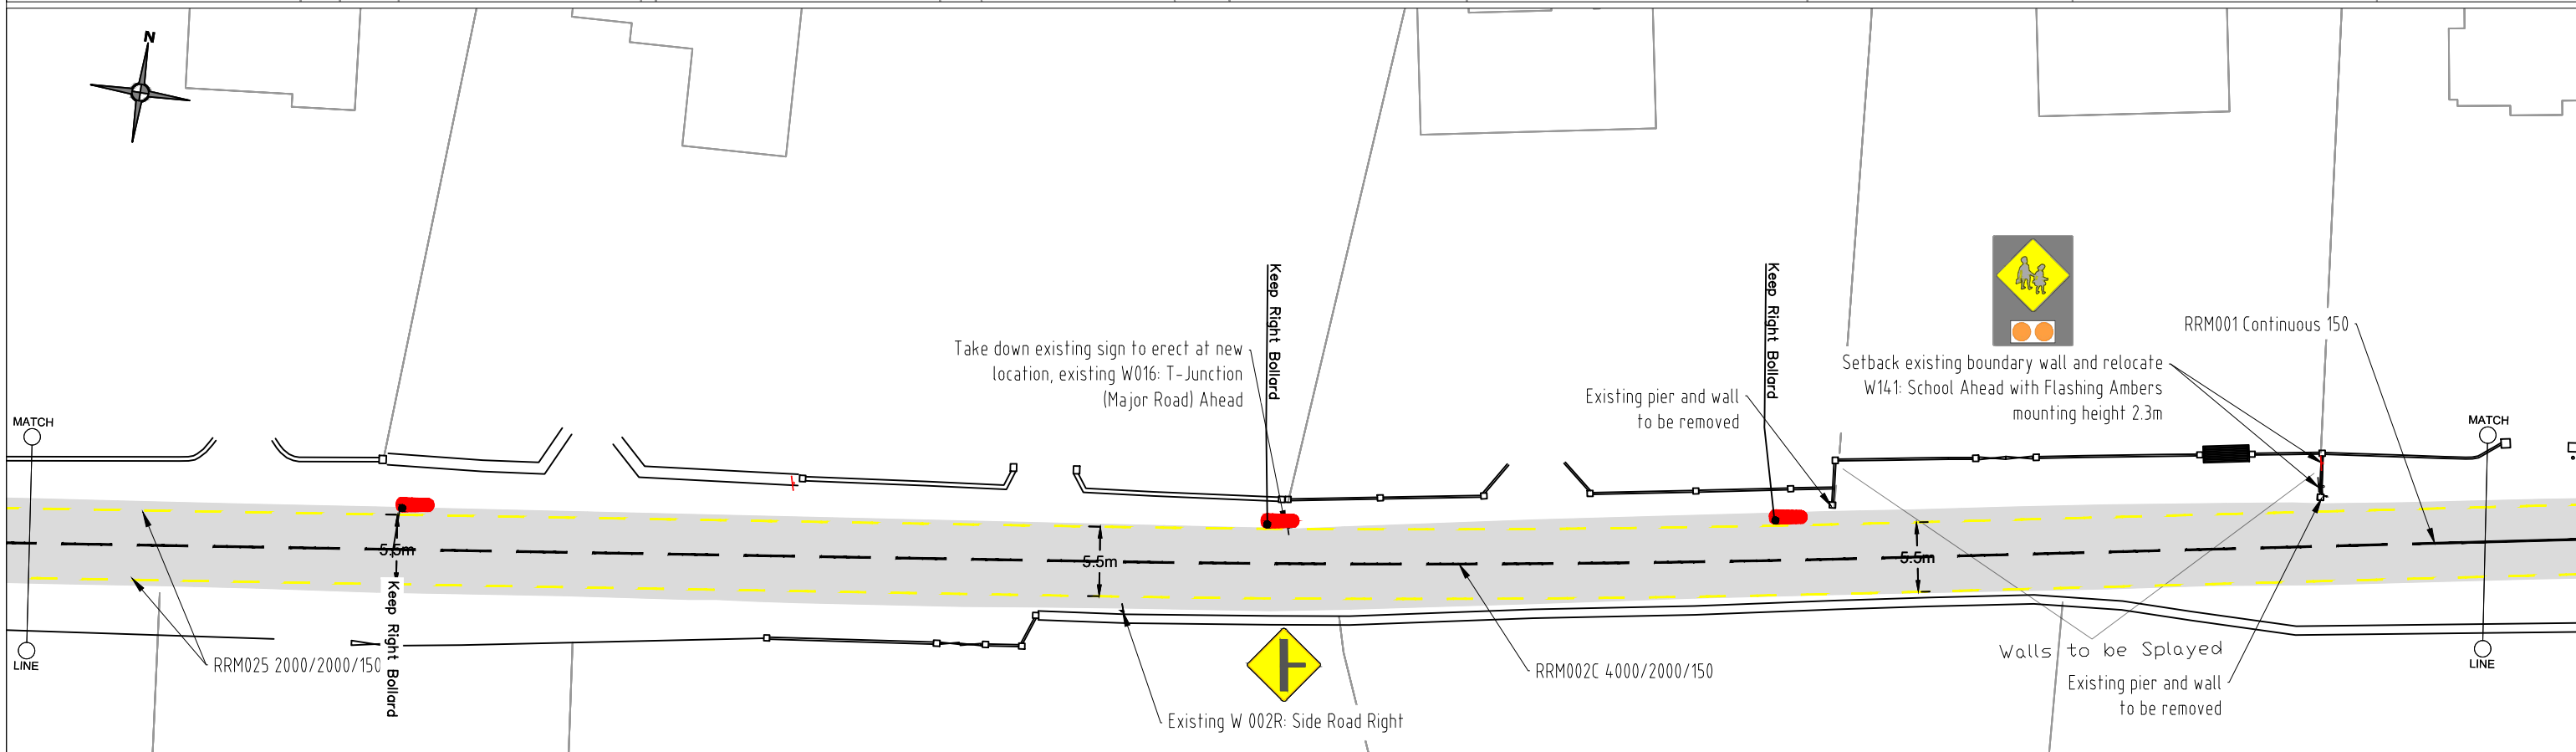 N
Keep Right Bollard
Keep Right Bollard
RRM001 Continuous 150
Take down existing sign to erect at new
location, existing W016: T-Junction
(Major Road) Ahead
Setback existing boundary wall and relocate
W141: School Ahead with Flashing Ambers
mounting height 2.3m
Existing pier and wall
to be removed
MATCH
MATCH
5.5m
5.5m
5.5m
Keep Right Bollard
LINE
RRM025 2000/2000/150
RRM002C 4000/2000/150
Walls to be Splayed
LINE
Existing pier and wall
to be removed
Existing W 002R: Side Road Right